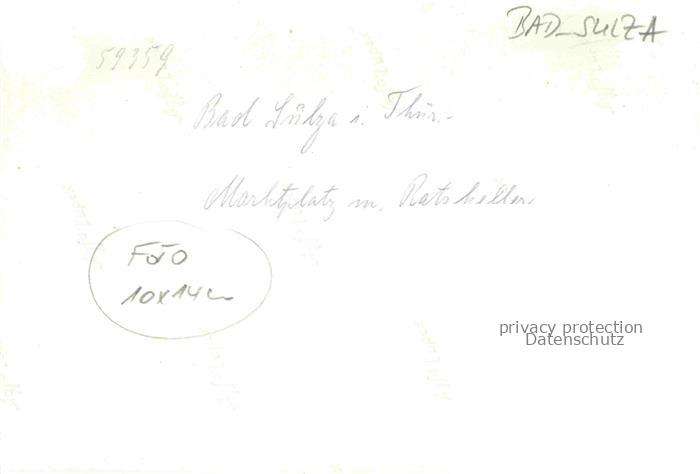 BAD SULZA
59359
Bad Sulza i. Thür.
Marktplatz m. Ratskeller
FOTO
10x14cm
privacy protection
Datenschutz